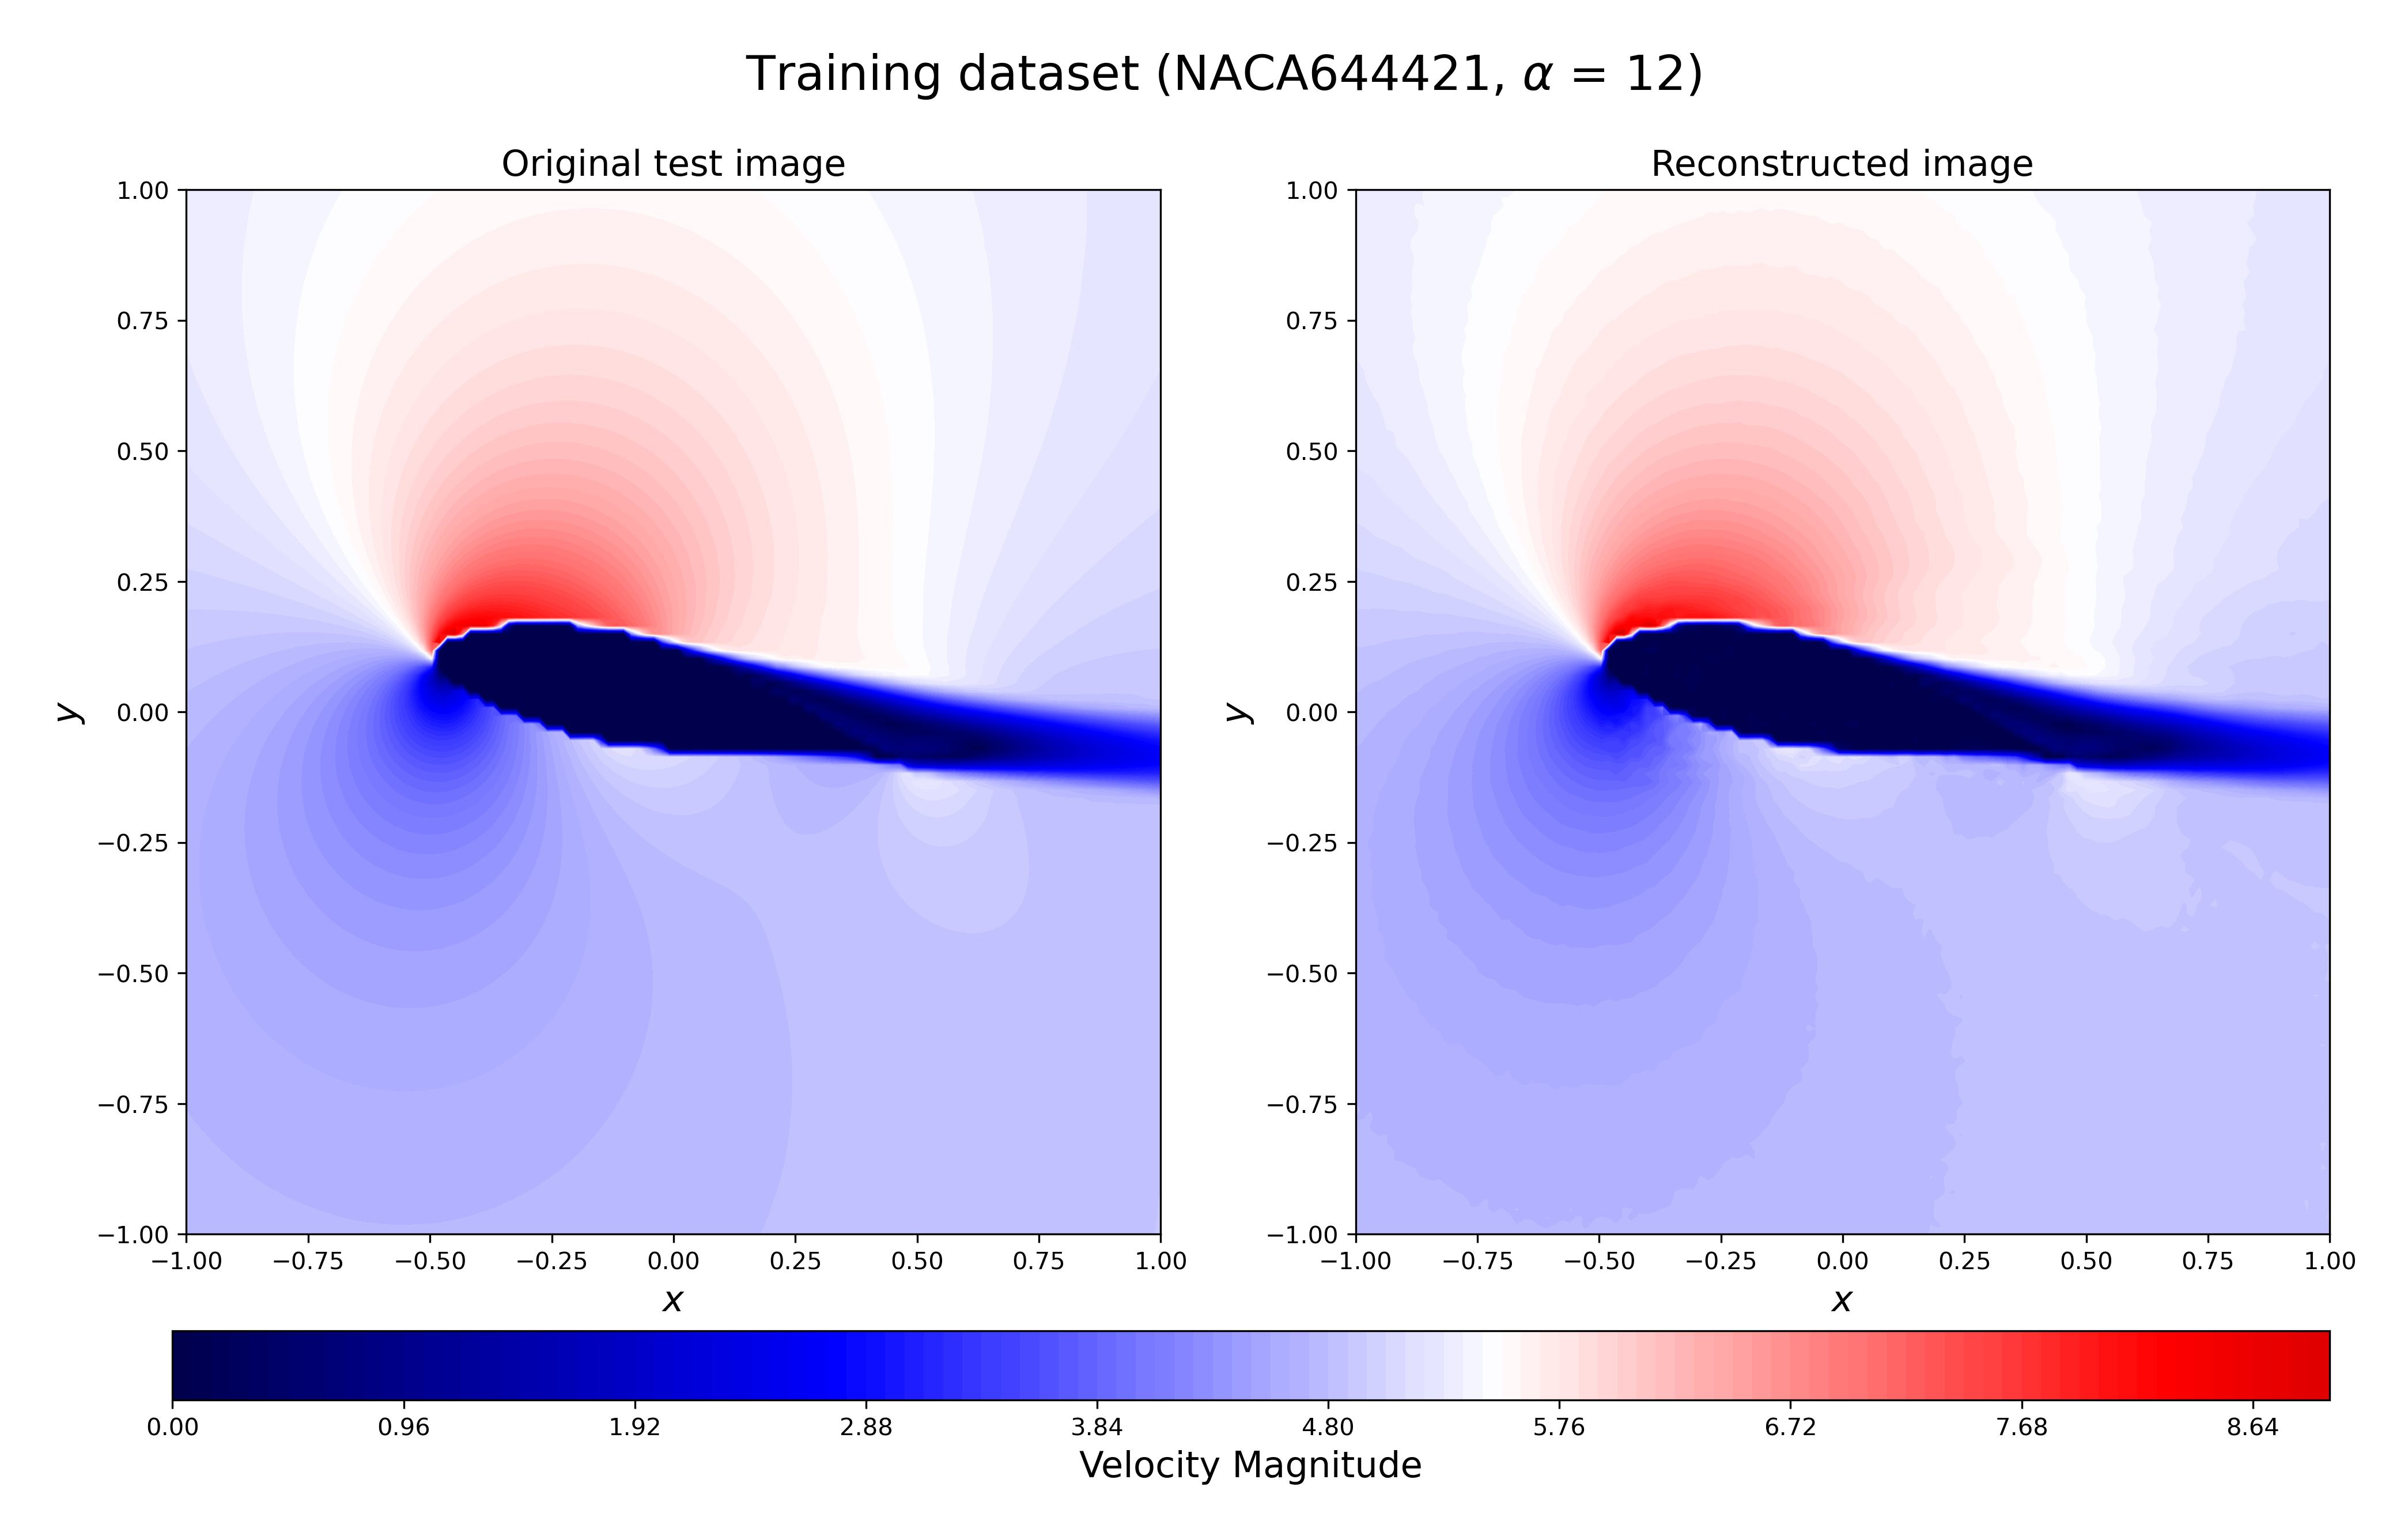 Training dataset (NACA644421, α = 12)
Original test image
Reconstructed image
1.00
0.75
0.50
0.25
0.00
−0.25
−0.50
−0.75
−1.00
y
−1.00 −0.75 −0.50 −0.25 0.00 0.25 0.50 0.75 1.00
x
1.00
0.75
0.50
0.25
0.00
−0.25
−0.50
−0.75
−1.00
y
−1.00 −0.75 −0.50 −0.25 0.00 0.25 0.50 0.75 1.00
x
0.00 0.96 1.92 2.88 3.84 4.80 5.76 6.72 7.68 8.64
Velocity Magnitude